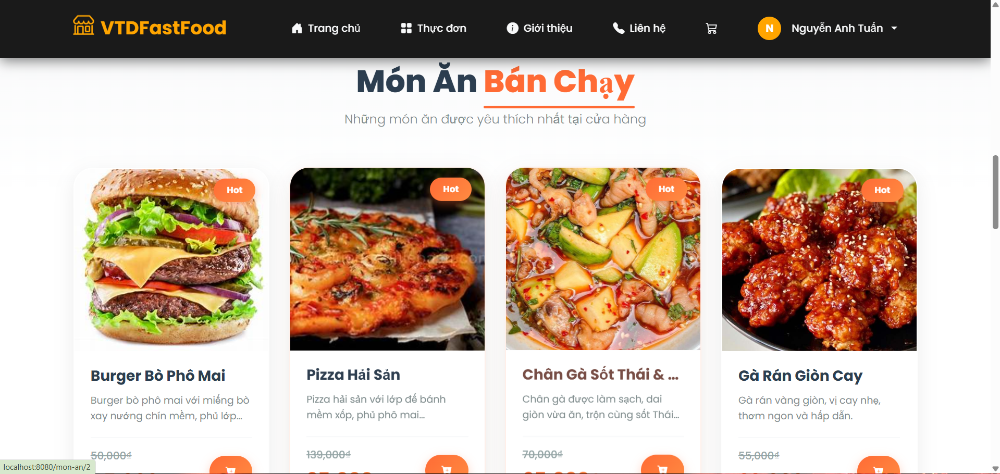 VTDFastFood
Trang chủ
Thực đơn
Giới thiệu
Liên hệ
N
Nguyễn Anh Tuấn
Món Ăn Bán Chạy
Những món ăn được yêu thích nhất tại cửa hàng
Hot
Hot
Hot
Hot
Burger Bò Phô Mai
Burger bò phô mai với miếng bò
xay nướng chín mềm, phủ lớp...
50,000₫
Pizza Hải Sản
Pizza hải sản với lớp đế bánh
mềm xốp, phủ phô mai...
139,000₫
Chân Gà Sốt Thái & ...
Chân gà được làm sạch, dai
giòn vừa ăn, trộn cùng sốt Thái...
70,000₫
Gà Rán Giòn Cay
Gà rán vàng giòn, vị cay nhẹ,
thơm ngon và hấp dẫn.
55,000₫
localhost:8080/mon-an/2